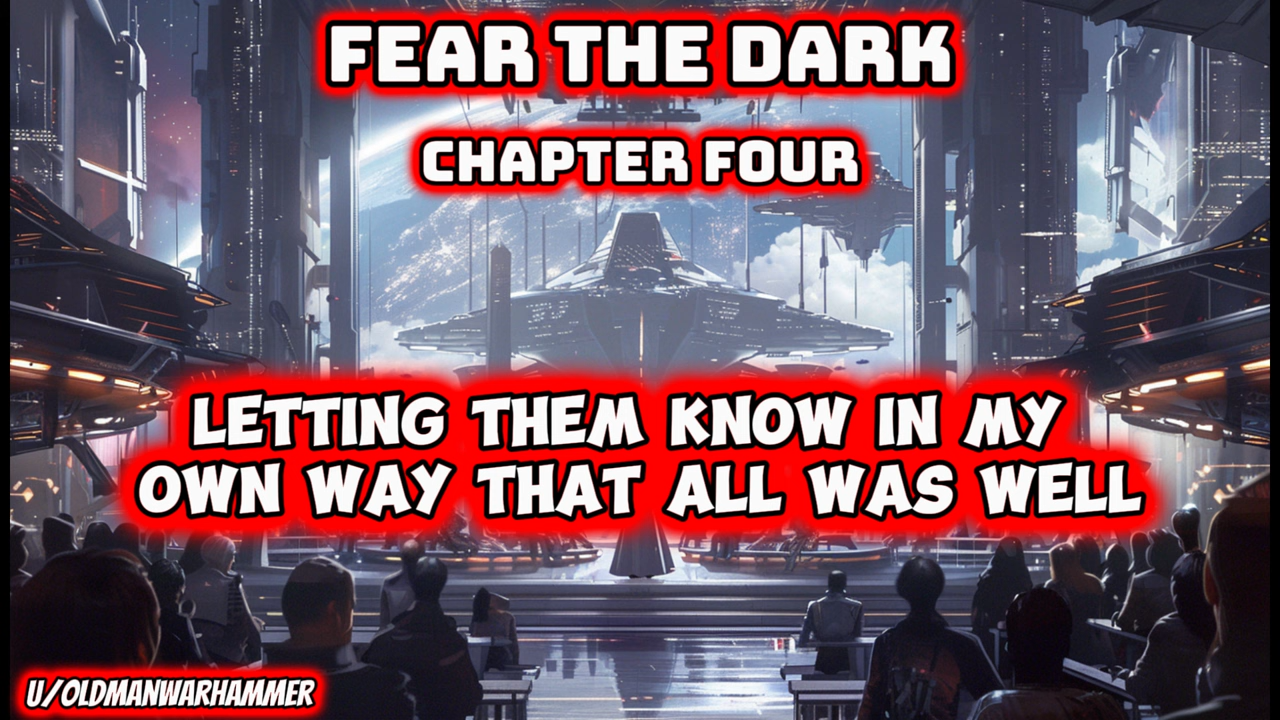 FEAR THE DARK
CHAPTER FOUR
LETTING THEM KNOW IN MY
OWN WAY THAT ALL WAS WELL
U/OLDMANWARHAMMER